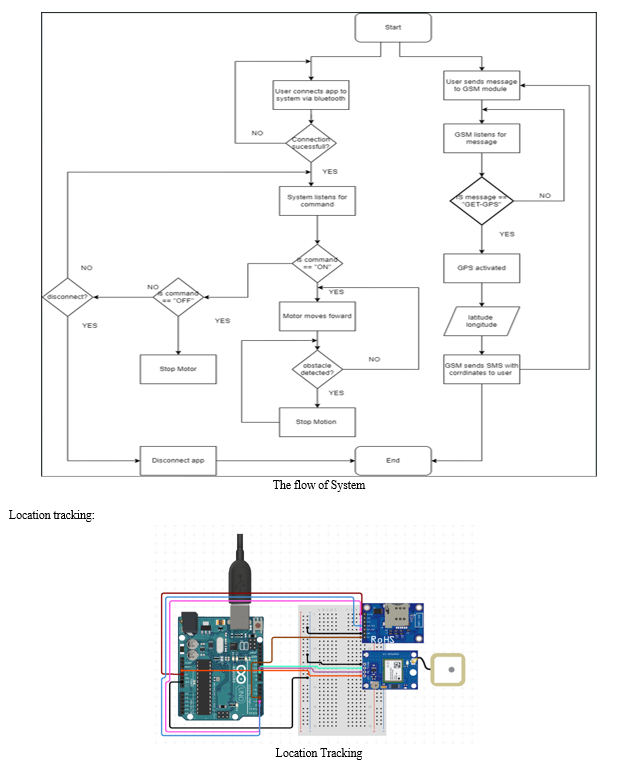 Start
User connects app to
system via bluetooth
NO
Connection
sucessfull?
YES
System listens for
command
is command
== "ON"
YES
Motor moves foward
obstacle
detected?
NO
YES
Stop Motion
NO
is command
== "OFF"
YES
Stop Motor
NO
disconnect?
YES
Disconnect app
End
User sends message
to GSM module
GSM listens for
message
IS message ==
"GET-GPS"
NO
YES
GPS activated
latitude
longitude
GSM sends SMS with
corrdinates to user
The flow of System
Location tracking:
RoHS
UNO
Location Tracking